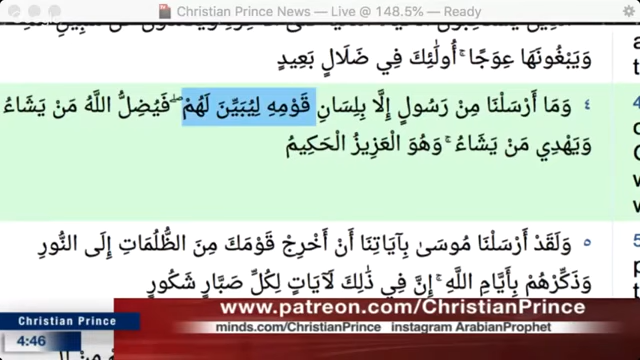 Christian Prince News — Live @ 148.5% — Ready
وَيَبْغُونَهَا عِوَجًا ۚ أُولَٰئِكَ فِي ضَلَالٍ بَعِيدٍ
٤ وَمَا أَرْسَلْنَا مِنْ رَسُولٍ إِلَّا بِلِسَانِ قَوْمِهِ لِيُبَيِّنَ لَهُمْ ۖ فَيُضِلُّ اللَّهُ مَنْ يَشَاءُ
وَيَهْدِي مَنْ يَشَاءُ ۚ وَهُوَ الْعَزِيزُ الْحَكِيمُ
٥ وَلَقَدْ أَرْسَلْنَا مُوسَىٰ بِآيَاتِنَا أَنْ أَخْرِجْ قَوْمَكَ مِنَ الظُّلُمَاتِ إِلَى النُّورِ
وَذَكِّرْهُمْ بِأَيَّامِ اللَّهِ ۚ إِنَّ فِي ذَٰلِكَ لَآيَاتٍ لِكُلِّ صَبَّارٍ شَكُورٍ
www.patreon.com/ChristianPrince
Christian Prince
minds.com/ChristianPrince instagram ArabianProphet
4:46